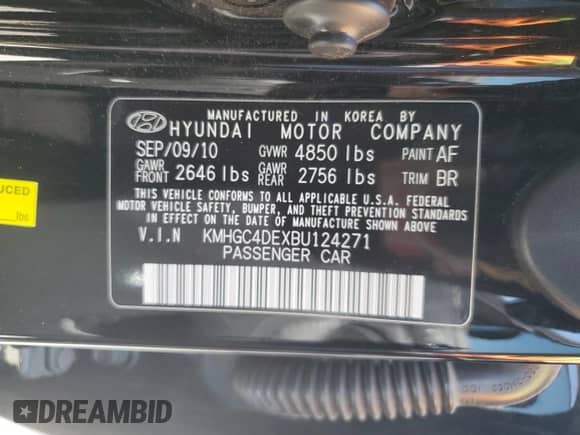 MANUFACTURED IN KOREA BY
HYUNDAI MOTOR COMPANY
SEP/09/10 GVWR 4850 lbs PAINT AF
GAWR FRONT 2646 lbs GAWR REAR 2756 lbs TRIM BR
THIS VEHICLE CONFORMS TO ALL APPLICABLE U.S.A. FEDERAL
MOTOR VEHICLE SAFETY, BUMPER, AND THEFT PREVENTION STANDARDS
IN EFFECT ON THE DATE OF MANUFACTURE SHOWN ABOVE
V.I.N KMHGC4DEXBU124271
PASSENGER CAR
UCED
lbs
DREAMBID